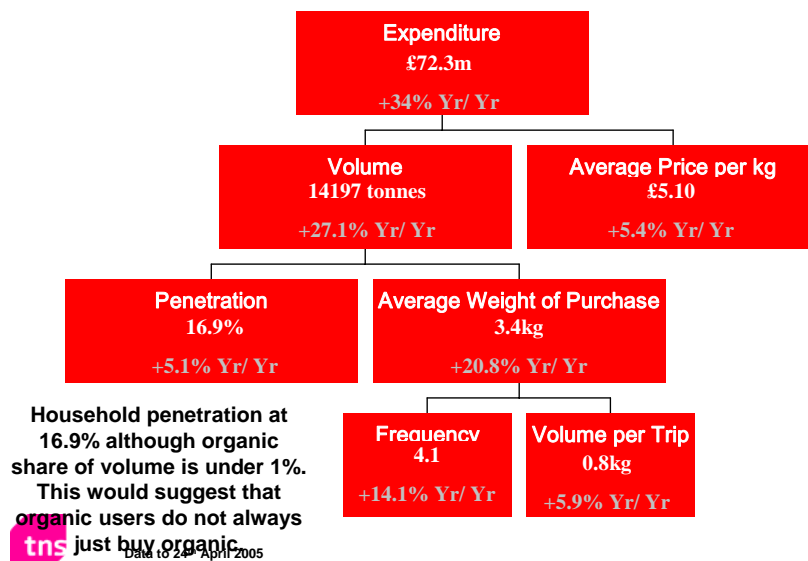 Expenditure
£72.3m
+34% Yr/ Yr
Volume
14197 tonnes
+27.1% Yr/ Yr
Average Price per kg
£5.10
+5.4% Yr/ Yr
Penetration
16.9%
+5.1% Yr/ Yr
Average Weight of Purchase
3.4kg
+20.8% Yr/ Yr
Frequency
4.1
+14.1% Yr/ Yr
Volume per Trip
0.8kg
+5.9% Yr/ Yr
Household penetration at
16.9% although organic
share of volume is under 1%.
This would suggest that
organic users do not always
just buy organic.
tns
Data to 24th April 2005